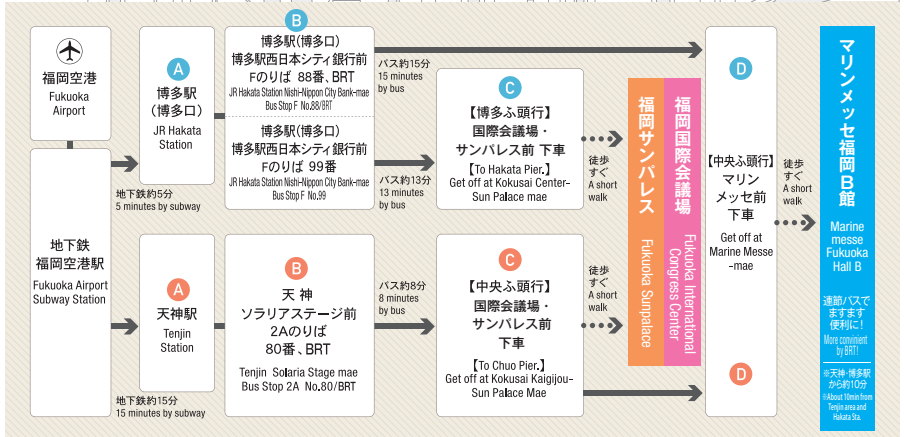 福岡空港
Fukuoka
Airport
地下鉄
福岡空港駅
Fukuoka Airport
Subway Station
地下鉄約5分
5 minutes by subway
地下鉄約15分
15 minutes by subway
A
博多駅
(博多口)
JR Hakata
Station
A
天神駅
Tenjin
Station
B
博多駅(博多口)
博多駅西日本シティ銀行前
Fのりば 88番、BRT
JR Hakata Station Nishi-Nippon City Bank-mae
Bus Stop F No.88/BRT
博多駅(博多口)
博多駅西日本シティ銀行前
Fのりば 99番
JR Hakata Station Nishi-Nippon City Bank-mae
Bus Stop F No.99
B
天神
ソラリアステージ前
2Aのりば
80番、BRT
Tenjin Solaria Stage mae
Bus Stop 2A No.80/BRT
バス約15分
15 minutes
by bus
バス約13分
13 minutes
by bus
バス約8分
8 minutes
by bus
C
【博多ふ頭行】
国際会議場・
サンパレス前 下車
【To Hakata Pier.】
Get off at Kokusai Center-
Sun Palace mae
C
【中央ふ頭行】
国際会議場・
サンパレス前
下車
【To Chuo Pier.】
Get off at Kokusai Kaigijou-
Sun Palace Mae
徒歩
すぐ
A short
walk
徒歩
すぐ
A short
walk
福岡サンパレス
Fukuoka Sunpalace
福岡国際会議場
Fukuoka International
Congress Center
D
【中央ふ頭行】
マリン
メッセ前
下車
Get off at
Marine Messe
-mae
D
徒歩
すぐ
A short
walk
マリンメッセ福岡B館
Marine
messe
Fukuoka
Hall B
連節バスで
ますます
便利に!
More convinient
by BRT!
※天神・博多駅
から約10分
※About 10min from
Tenjin area and
Hakata Sta.